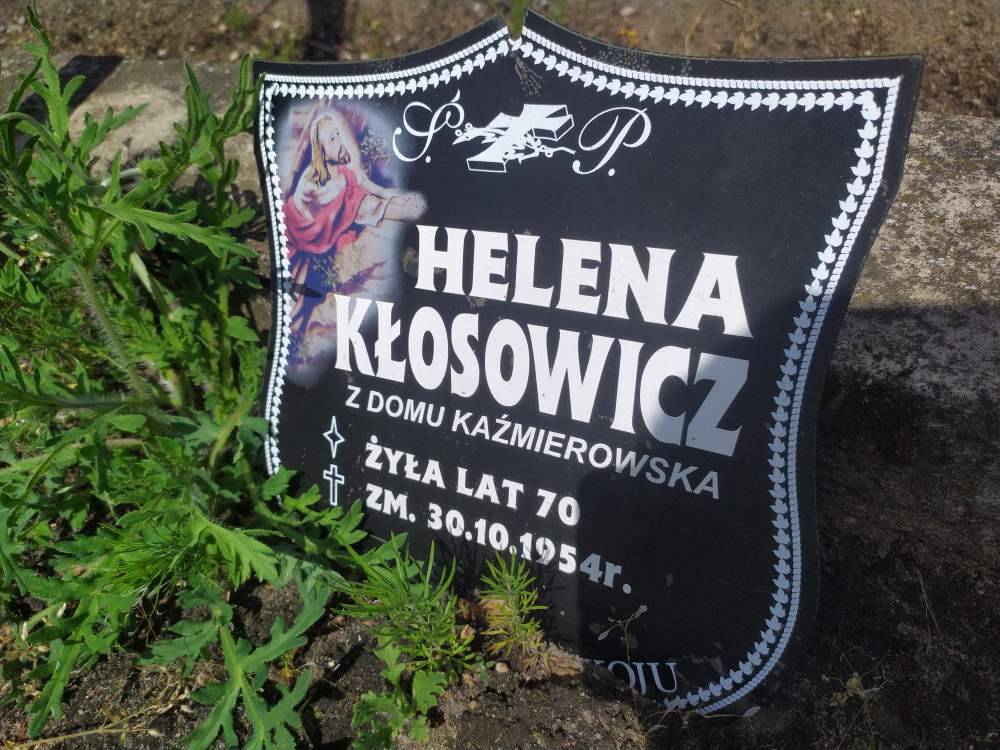 Ś. P.
HELENA
KŁOSOWICZ
Z DOMU KAŹMIEROWSKA
ŻYŁA LAT 70
ZM. 30.10.1954r.